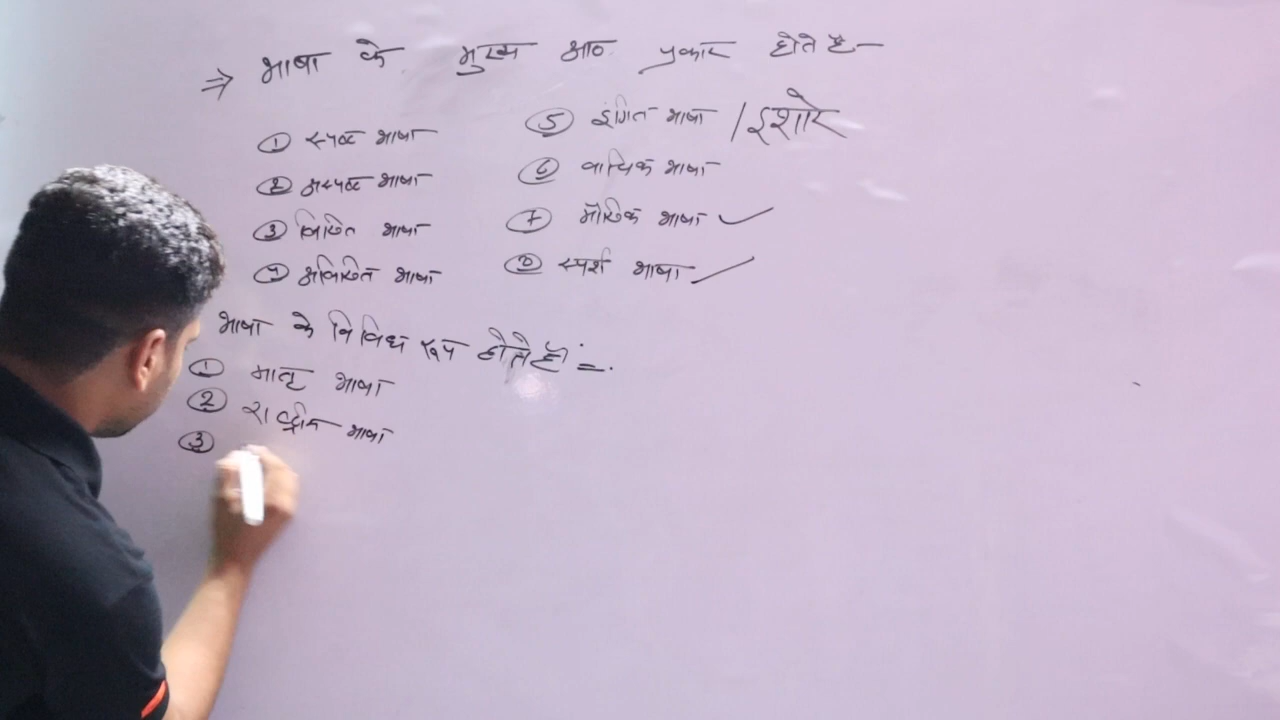 ⇒ भाषा के मुख्य आठ प्रकार होते है—
① स्पष्ट भाषा
② अस्पष्ट भाषा
③ लिखित भाषा
④ अलिखित भाषा
⑤ इंगित भाषा / इशारे
⑥ वाचिक भाषा
⑦ मौखिक भाषा ✓
⑧ स्पर्श भाषा ✓
भाषा के विविध रूप होते हैं:=.
① मातृ भाषा
② राष्ट्रीय भाषा
③